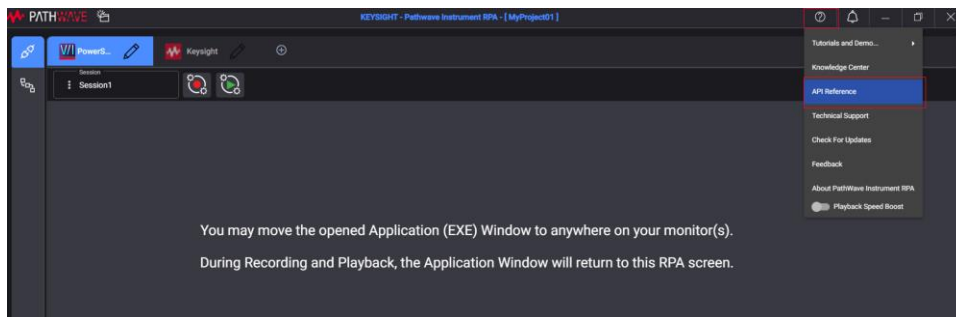 PATHWAVE
KEYSIGHT - Pathwave Instrument RPA - [ MyProject01 ]
PowerS...
Keysight
Session
Session1
Tutorials and Demo...
Knowledge Center
API Reference
Technical Support
Check For Updates
Feedback
About PathWave Instrument RPA
Playback Speed Boost
You may move the opened Application (EXE) Window to anywhere on your monitor(s).
During Recording and Playback, the Application Window will return to this RPA screen.